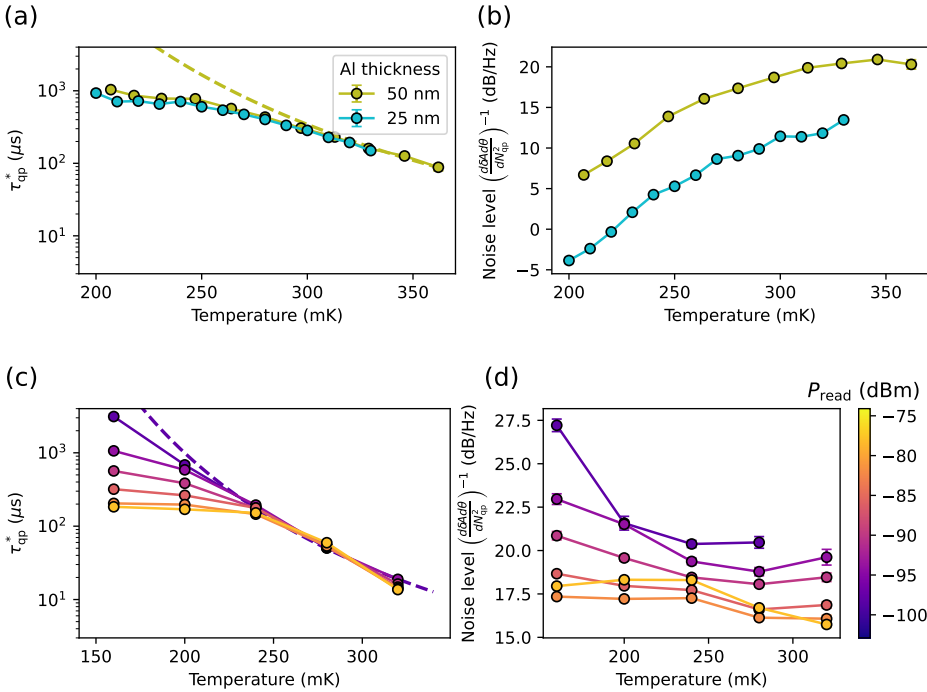 (a)
10³
10²
10¹
τ*qp (µs)
200 250 300 350
Temperature (mK)
Al thickness
50 nm
25 nm
(b)
20
15
10
5
0
−5
Noise level (dδAdθ/dN²qp)⁻¹ (dB/Hz)
200 250 300 350
Temperature (mK)
(c)
10³
10²
10¹
τ*qp (µs)
150 200 250 300
Temperature (mK)
(d)
27.5
25.0
22.5
20.0
17.5
15.0
Noise level (dδAdθ/dN²qp)⁻¹ (dB/Hz)
200 250 300
Temperature (mK)
Pread (dBm)
−75
−80
−85
−90
−95
−100